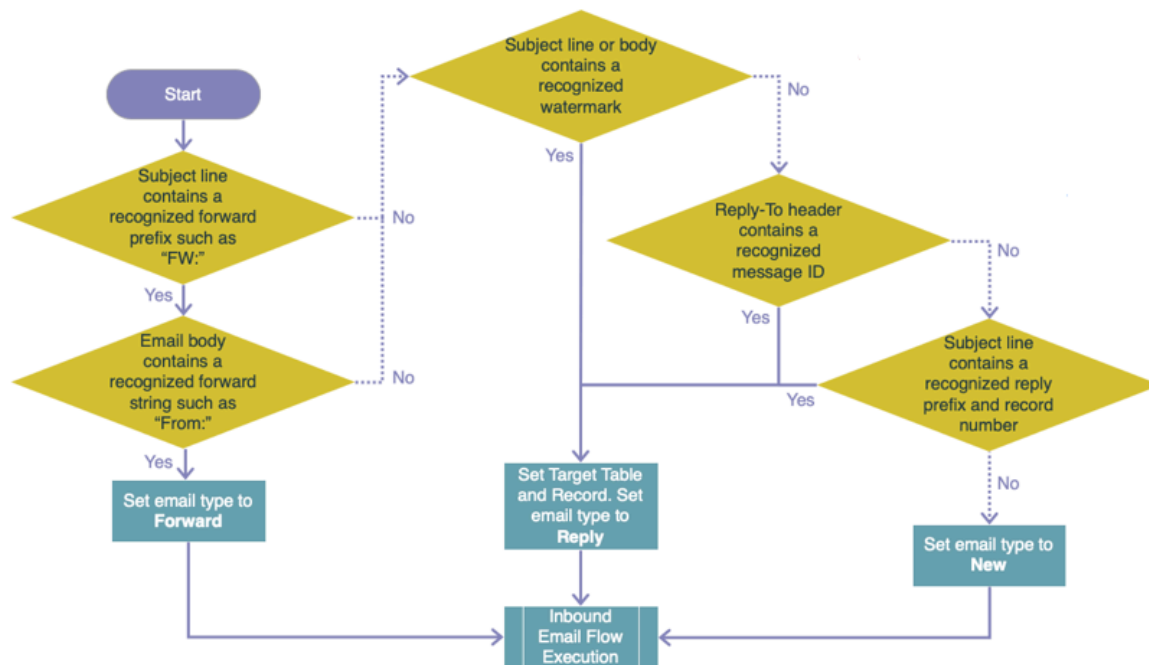 Start
Subject line
contains a
recognized forward
prefix such as
“FW:”
No
Yes
Email body
contains a
recognized forward
string such as
“From:”
No
Yes
Set email type to
Forward
Subject line or body
contains a
recognized
watermark
No
Yes
Reply-To header
contains a
recognized
message ID
No
Yes
Subject line
contains a
recognized reply
prefix and record
number
Yes
No
Set Target Table
and Record. Set
email type to
Reply
Set email type to
New
Inbound
Email Flow
Execution